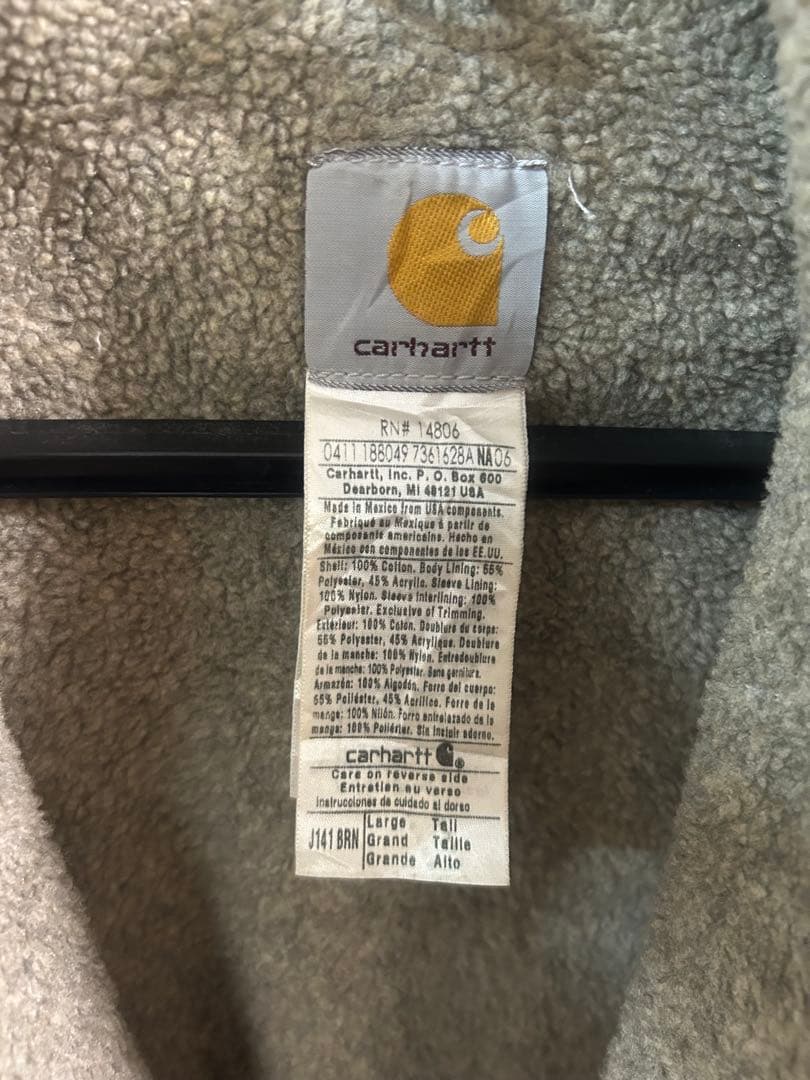 carhartt
RN# 14806
0411 188049 7361628A NA06
Carhartt, Inc. P. O. Box 600
Dearborn, MI 48121 USA
Made in Mexico from USA components.
Fabriqué au Mexique à partir de
composants americains. Hecho en
México con componentes de los EE.UU.
Shell: 100% Cotton. Body Lining: 55%
Polyester, 45% Acrylic. Sleeve Lining:
100% Nylon. Sleeve Interlining: 100%
Polyester. Exclusive of Trimming.
Extérieur: 100% Coton. Doublure du corps:
55% Polyester, 45% Acrylique. Doublure
de la manche: 100% Nylon. Entredoublure
de la manche: 100% Polyester. Sans garniture.
Armazón: 100% Algodón. Forro del cuerpo:
55% Poliéster, 45% Acrílico. Forro de la
manga: 100% Nilón. Forro entrelazado de la
manga: 100% Poliérier. Sin incluir adorno.
carhartt ®
Care on reverse side
Entretien au verso
Instrucciones de cuidado al dorso
J141 BRN
Large Tall
Grand Taille
Grande Alto